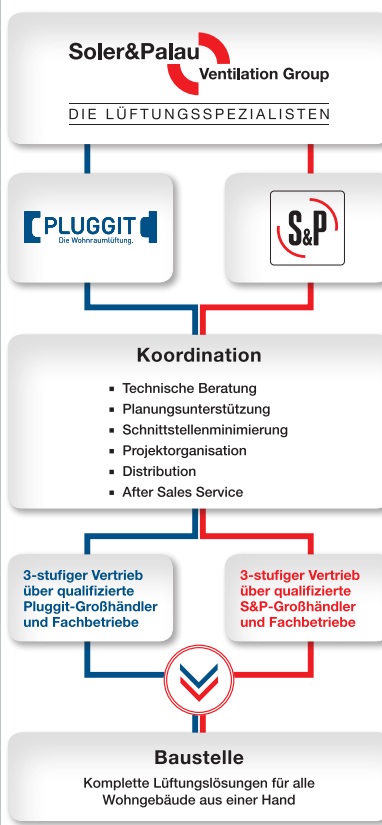 Soler&Palau
Ventilation Group
DIE LÜFTUNGSSPEZIALISTEN
PLUGGIT
Die Wohnraumlüftung.
S&P
Koordination
▪ Technische Beratung
▪ Planungsunterstützung
▪ Schnittstellenminimierung
▪ Projektorganisation
▪ Distribution
▪ After Sales Service
3-stufiger Vertrieb
über qualifizierte
Pluggit-Großhändler
und Fachbetriebe
3-stufiger Vertrieb
über qualifizierte
S&P-Großhändler
und Fachbetriebe
Baustelle
Komplette Lüftungslösungen für alle
Wohngebäude aus einer Hand